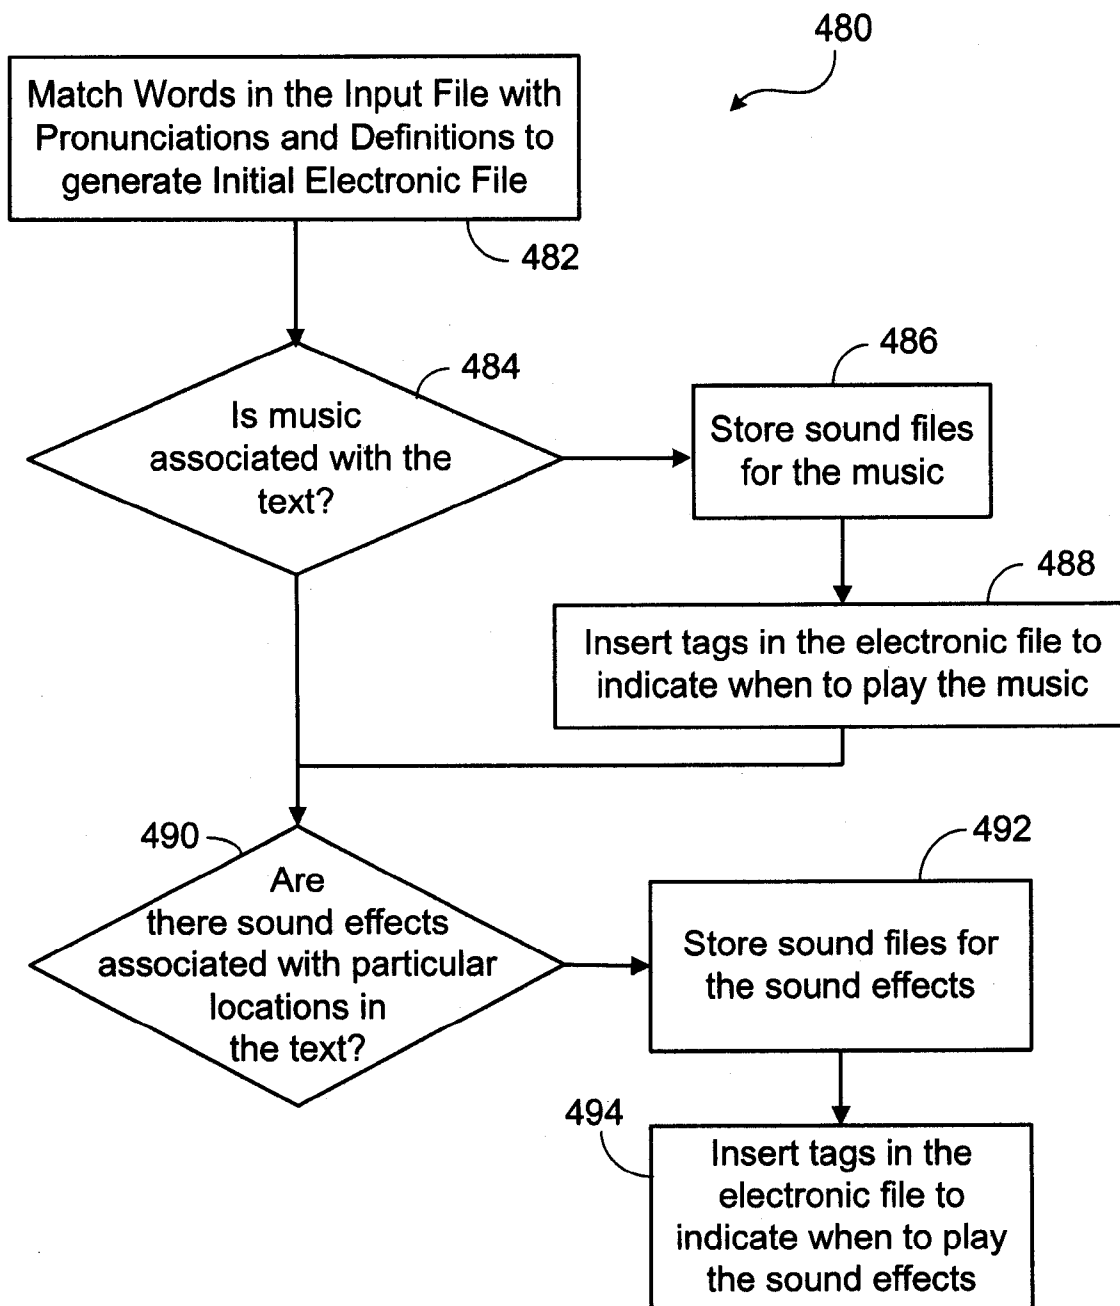 480
Match Words in the Input File with
Pronunciations and Definitions to
generate Initial Electronic File
482
484
Is music
associated with the
text?
486
Store sound files
for the music
488
Insert tags in the electronic file to
indicate when to play the music
490
Are
there sound effects
associated with particular
locations in
the text?
492
Store sound files for
the sound effects
494
Insert tags in the
electronic file to
indicate when to play
the sound effects